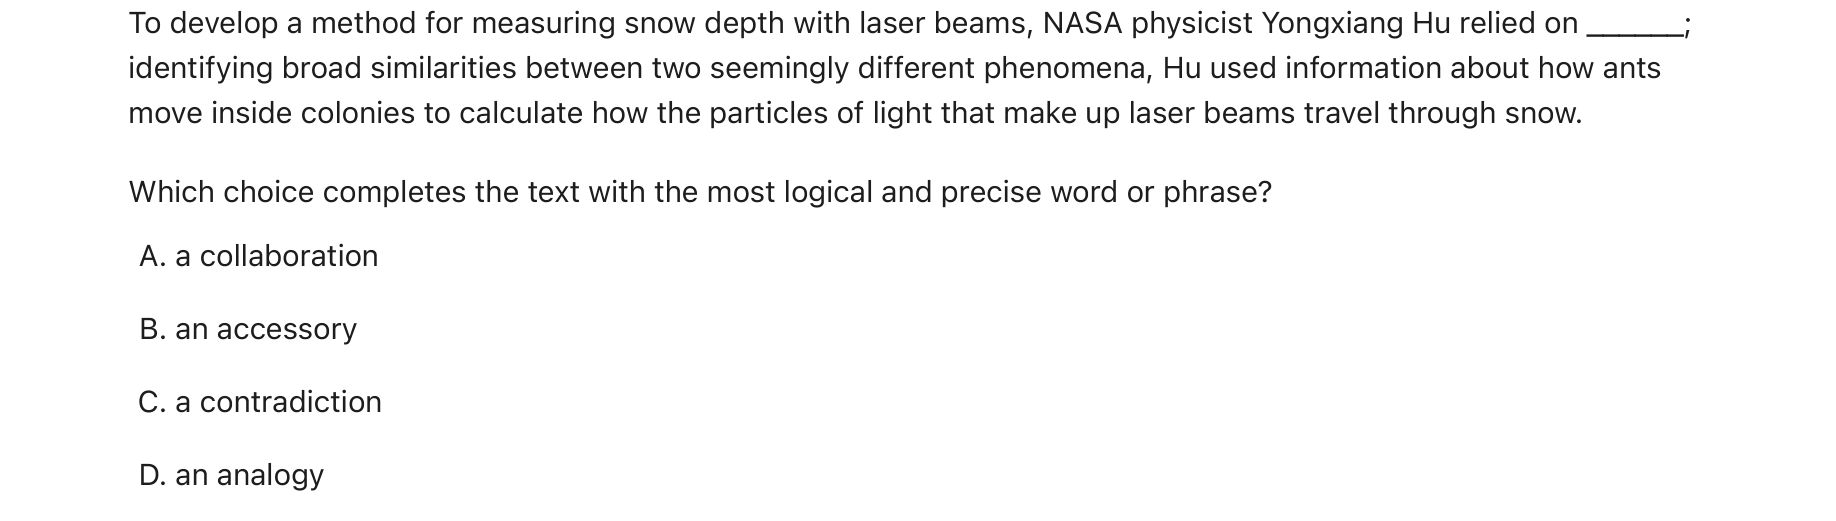 To develop a method for measuring snow depth with laser beams, NASA physicist Yongxiang Hu relied on ______;
identifying broad similarities between two seemingly different phenomena, Hu used information about how ants
move inside colonies to calculate how the particles of light that make up laser beams travel through snow.
Which choice completes the text with the most logical and precise word or phrase?
A. a collaboration
B. an accessory
C. a contradiction
D. an analogy